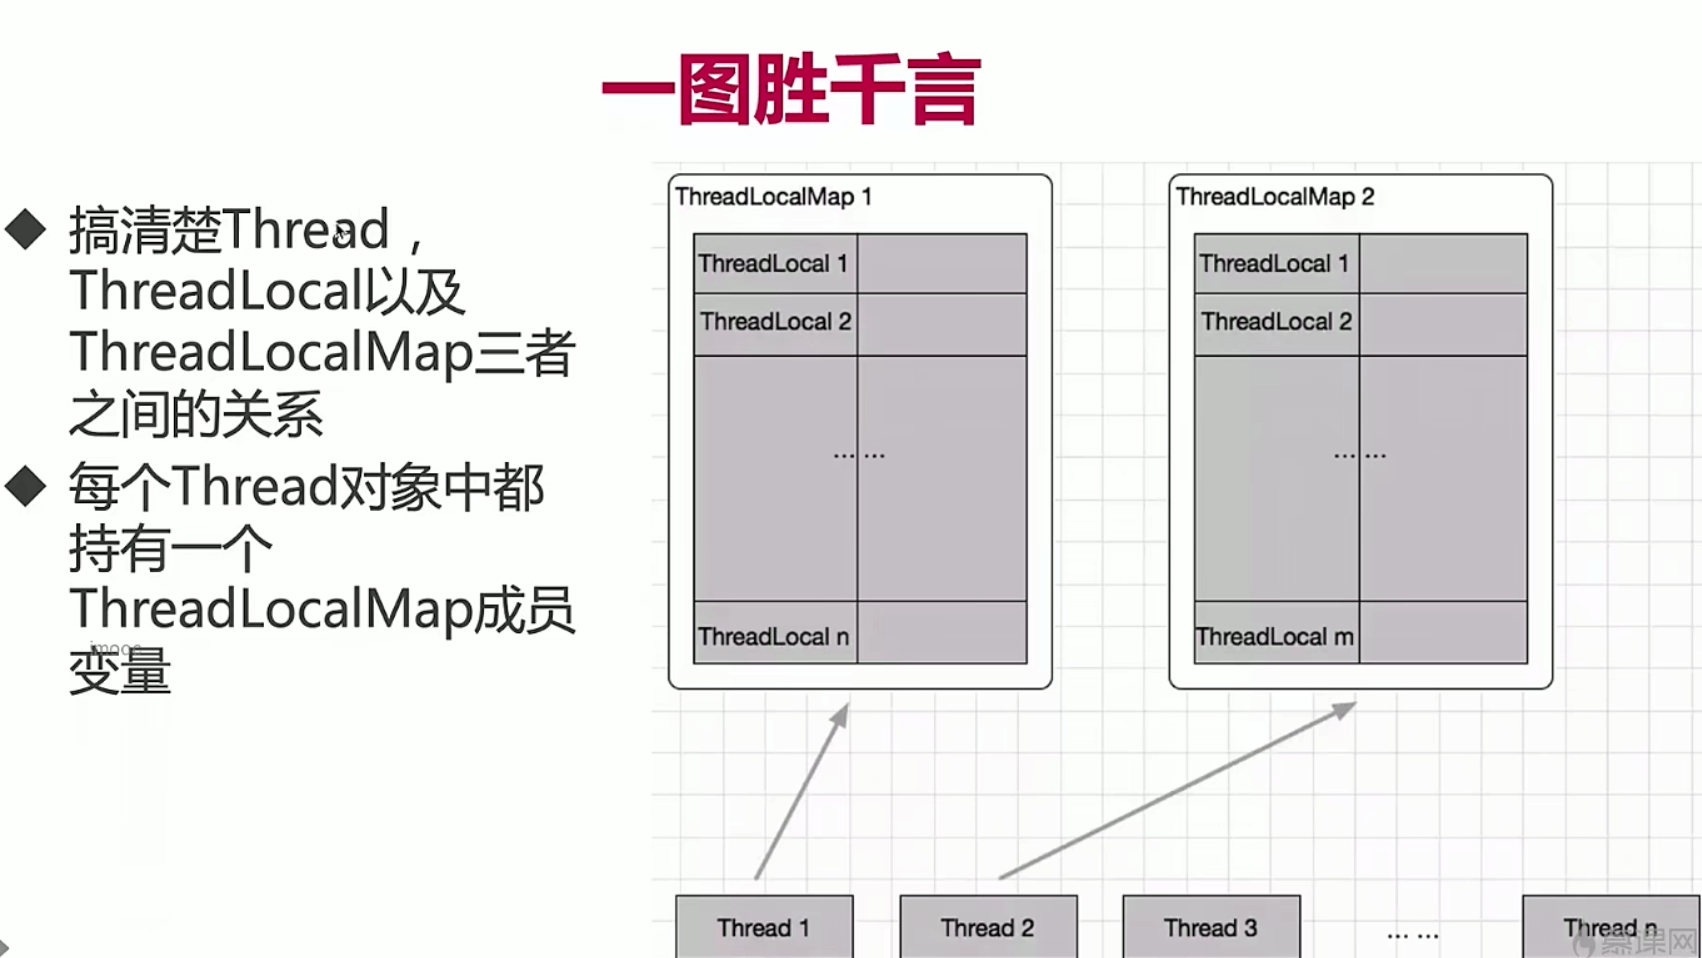 一图胜千言
搞清楚Thread，
ThreadLocal以及
ThreadLocalMap三者
之间的关系
每个Thread对象中都
持有一个
ThreadLocalMap成员
变量
imooc
ThreadLocalMap 1
ThreadLocal 1
ThreadLocal 2
... ...
ThreadLocal n
ThreadLocalMap 2
ThreadLocal 1
ThreadLocal 2
... ...
ThreadLocal m
Thread 1
Thread 2
Thread 3
... ...
Thread n
慕课网